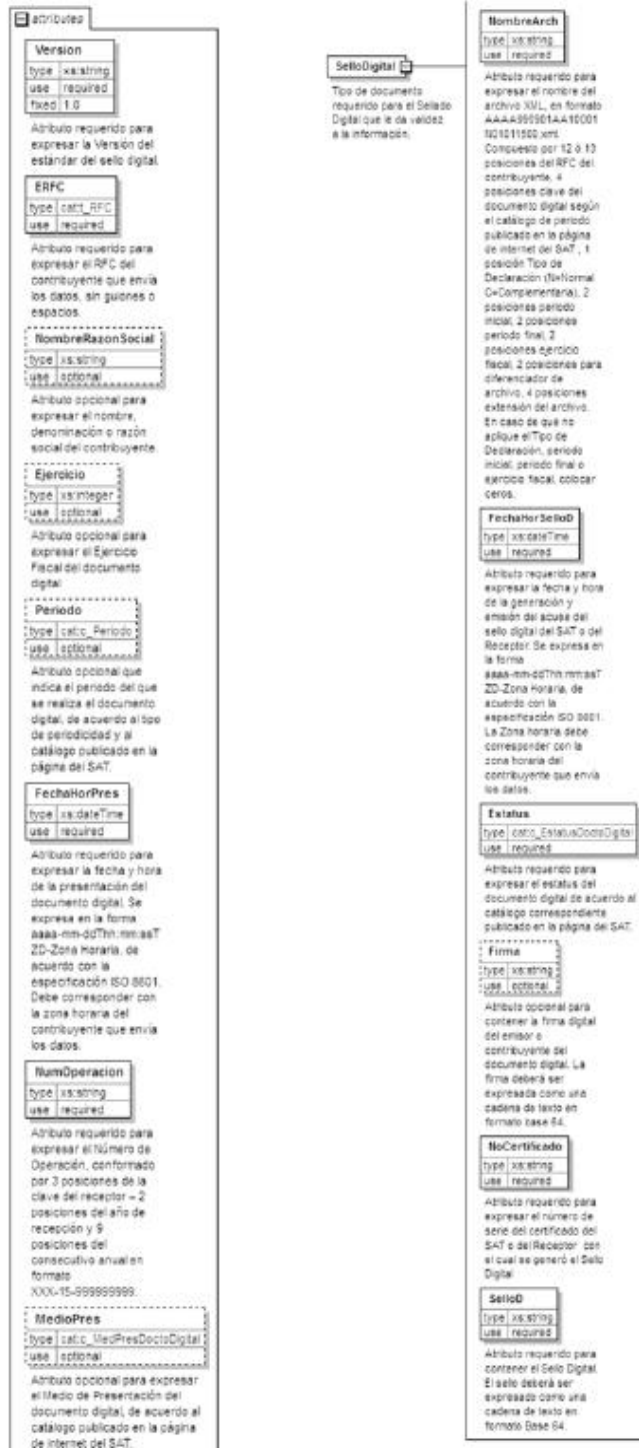 attributes
Version
type xs:string
use required
fixed 1.0
Atributo requerido para
expresar la Versión del
estándar del sello digital.
ERFC
type cat:t_RFC
use required
Atributo requerido para
expresar el RFC del
contribuyente que envía
los datos, sin guiones o
espacios.
NombreRazonSocial
type xs:string
use optional
Atributo opcional para
expresar el nombre,
denominación o razón
social del contribuyente.
Ejercicio
type xs:integer
use optional
Atributo opcional para
expresar el Ejercicio
Fiscal del documento
digital
Periodo
type cat:c_Periodo
use optional
Atributo opcional que
indica el periodo del que
se realiza el documento
digital, de acuerdo al tipo
de periodicidad y al
catálogo publicado en la
página del SAT.
FechaHorPres
type xs:dateTime
use required
Atributo requerido para
expresar la fecha y hora
de la presentación del
documento digital. Se
expresa en la forma
aaaa-mm-ddThh:mm:ssT
ZD-Zona Horaria, de
acuerdo con la
especificación ISO 8601.
Debe corresponder con
la zona horaria del
contribuyente que envía
los datos.
NumOperacion
type xs:string
use required
Atributo requerido para
expresar el Número de
Operación, conformado
por 3 posiciones de la
clave del receptor – 2
posiciones del año de
recepción y 9
posiciones del
consecutivo anual en
formato
XXX-15-999999999.
MedioPres
type cat:c_MedPresDoctoDigital
use optional
Atributo opcional para expresar
el Medio de Presentación del
documento digital, de acuerdo al
catálogo publicado en la página
de internet del SAT.
SelloDigital
Tipo de documento
requerido para el Sellado
Digital que le da validez
a la información.
NombreArch
type xs:string
use required
Atributo requerido para
expresar el nombre del
archivo XML, en formato
AAAA990901AA10001
N01011500.xml
Compuesto por 12 ó 13
posiciones del RFC del
contribuyente, 4
posiciones clave del
documento digital según
el catálogo de periodo
publicado en la página
de internet del SAT , 1
posición Tipo de
Declaración (N=Normal
C=Complementaria), 2
posiciones periodo
inicial, 2 posiciones
periodo final, 2
posiciones ejercicio
fiscal, 2 posiciones para
diferenciador de
archivo, 4 posiciones
extensión del archivo.
En caso de que no
aplique el Tipo de
Declaración, periodo
inicial, periodo final o
ejercicio fiscal, colocar
ceros.
FechaHorSelloD
type xs:dateTime
use required
Atributo requerido para
expresar la fecha y hora
de la generación y
emisión del acuse del
sello digital del SAT o del
Receptor. Se expresa en
la forma
aaaa-mm-ddThh:mm:ssT
ZD-Zona Horaria, de
acuerdo con la
especificación ISO 8601.
La Zona horaria debe
corresponder con la
zona horaria del
contribuyente que envía
los datos.
Estatus
type cat:c_EstatusDoctoDigital
use required
Atributo requerido para
expresar el estatus del
documento digital de acuerdo al
catálogo correspondiente
publicado en la página del SAT.
Firma
type xs:string
use optional
Atributo opcional para
contener la firma digital
del emisor o
contribuyente del
documento digital. La
firma deberá ser
expresada como una
cadena de texto en
formato base 64.
NoCertificado
type xs:string
use required
Atributo requerido para
expresar el número de
serie del certificado del
SAT o del Receptor con
el cual se generó el Sello
Digital
SelloD
type xs:string
use required
Atributo requerido para
contener el Sello Digital.
El sello deberá ser
expresado como una
cadena de texto en
formato Base 64.